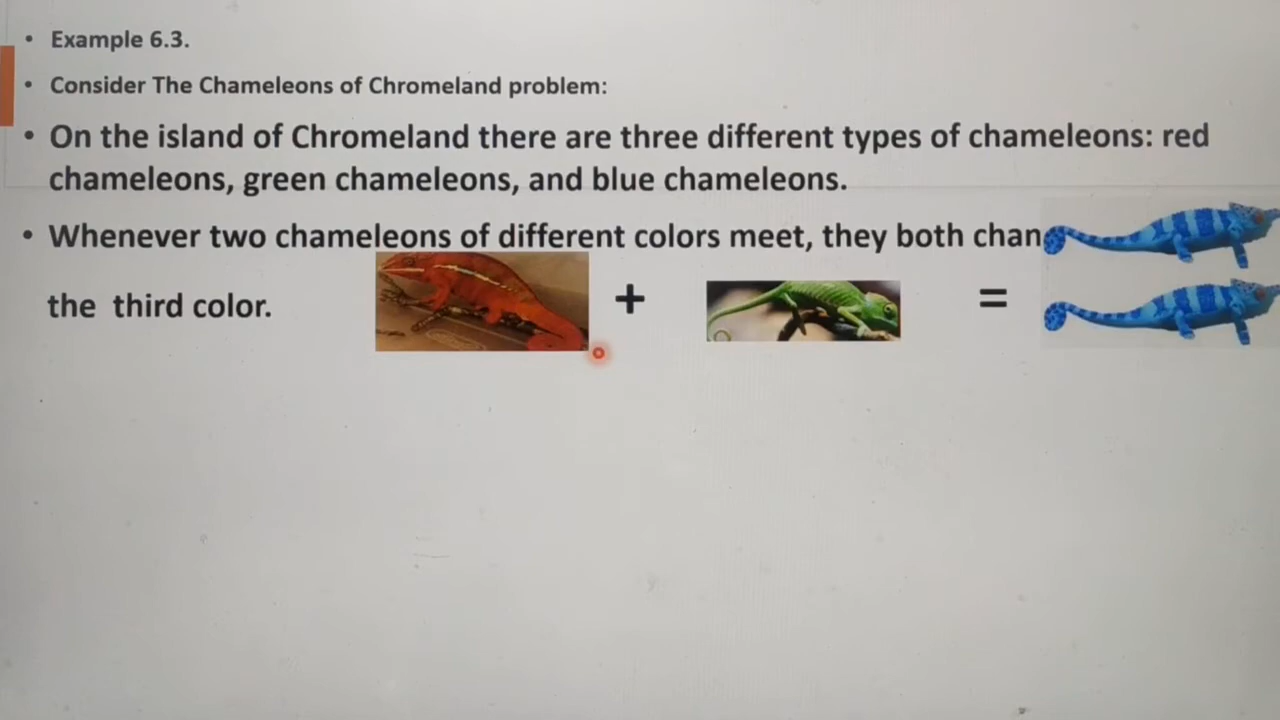 • Example 6.3.
• Consider The Chameleons of Chromeland problem:
• On the island of Chromeland there are three different types of chameleons: red
chameleons, green chameleons, and blue chameleons.
• Whenever two chameleons of different colors meet, they both chan
the third color. + =